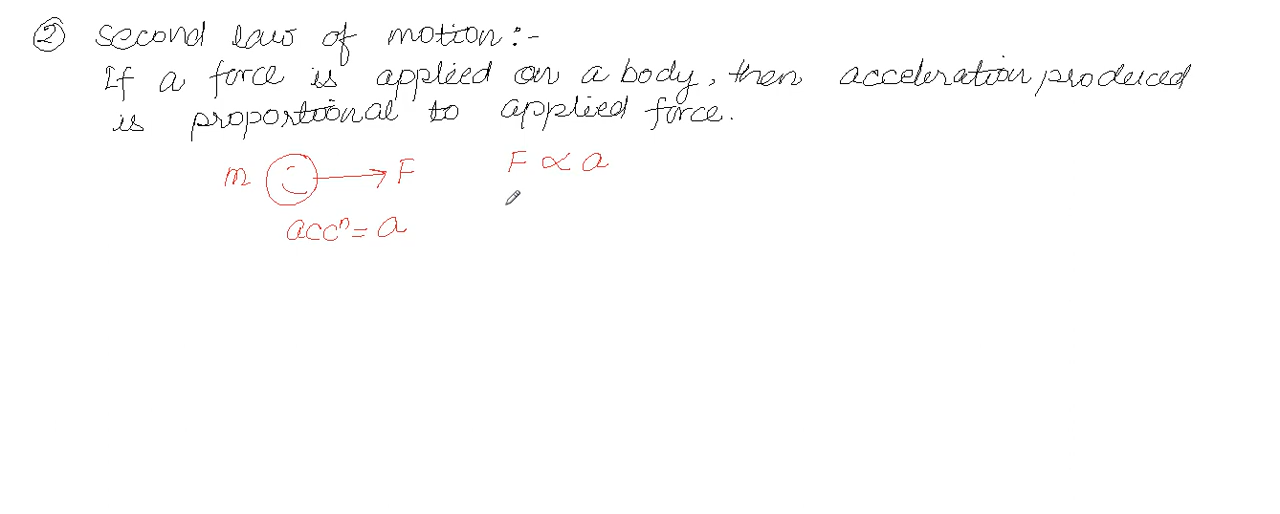 ② Second law of motion:-
If a force is applied on a body, then acceleration produced
is proportional to applied force.
m F F ∝ a
accⁿ = a